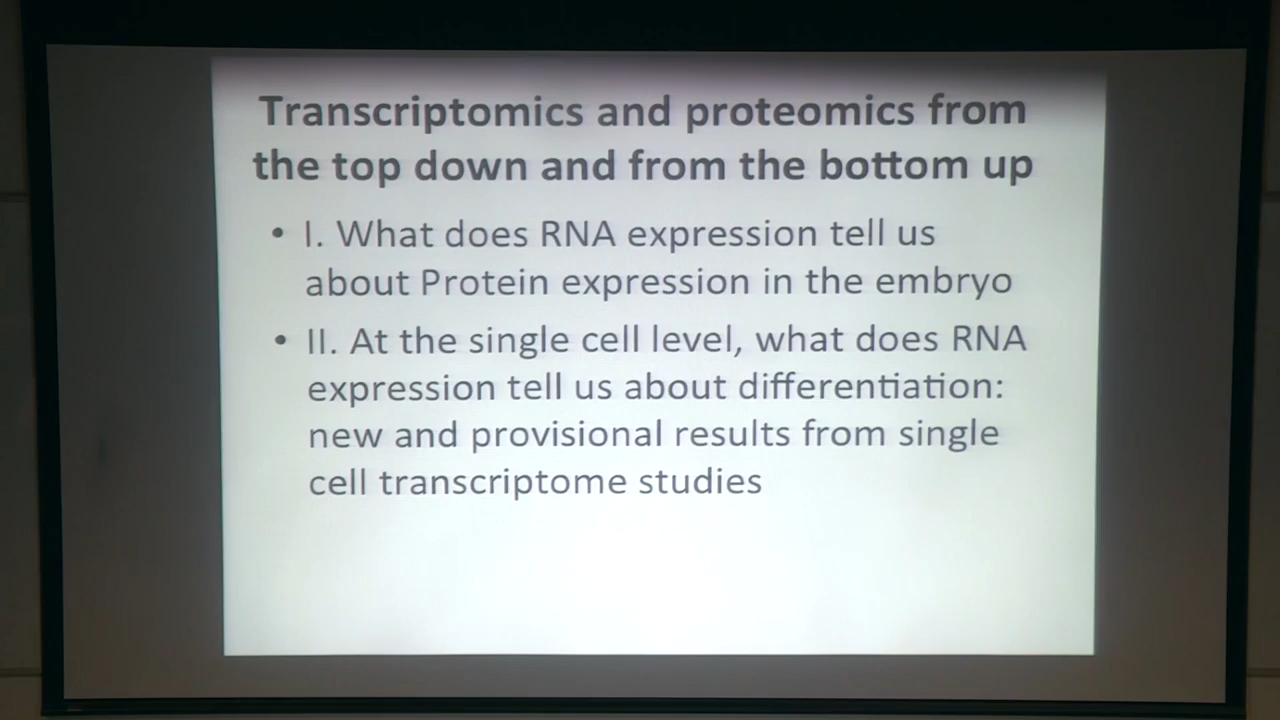 Transcriptomics and proteomics from
the top down and from the bottom up
• I. What does RNA expression tell us
about Protein expression in the embryo
• II. At the single cell level, what does RNA
expression tell us about differentiation:
new and provisional results from single
cell transcriptome studies